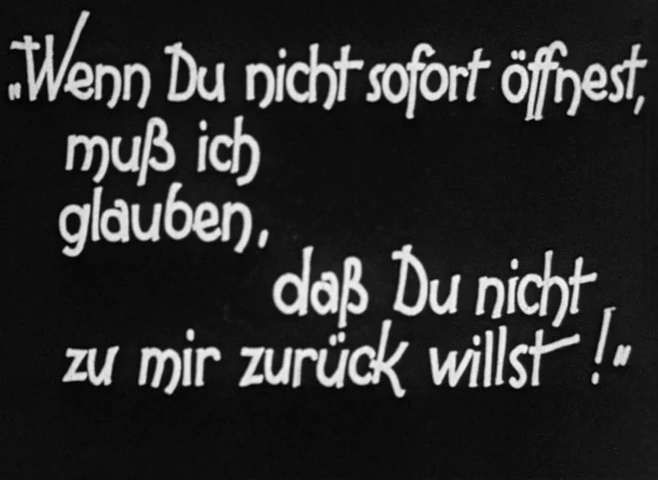 „Wenn Du nicht sofort öffnest,
muß ich
glauben,
daß Du nicht
zu mir zurück willst!“